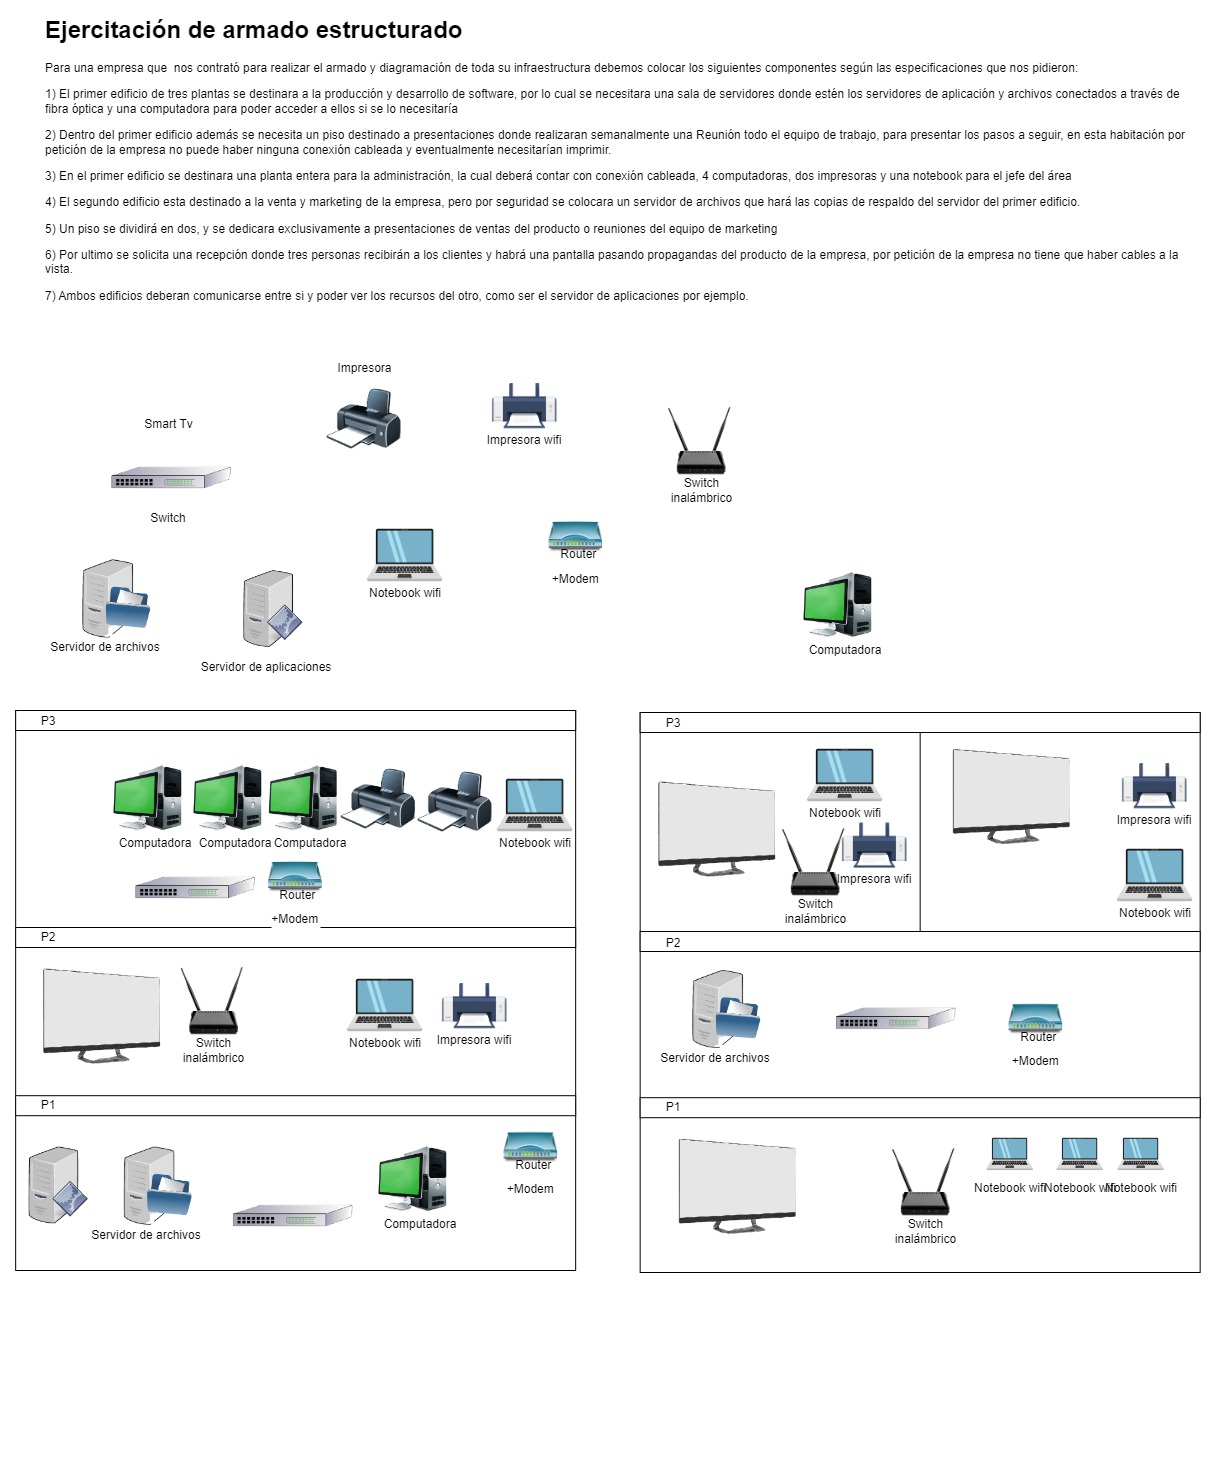 Ejercitación de armado estructurado
Para una empresa que  nos contrató para realizar el armado y diagramación de toda su infraestructura debemos colocar los siguientes componentes según las especificaciones que nos pidieron:
1) El primer edificio de tres plantas se destinara a la producción y desarrollo de software, por lo cual se necesitara una sala de servidores donde estén los servidores de aplicación y archivos conectados a través de
fibra óptica y una computadora para poder acceder a ellos si se lo necesitaría
2) Dentro del primer edificio además se necesita un piso destinado a presentaciones donde realizaran semanalmente una Reunión todo el equipo de trabajo, para presentar los pasos a seguir, en esta habitación por
petición de la empresa no puede haber ninguna conexión cableada y eventualmente necesitarían imprimir.
3) En el primer edificio se destinara una planta entera para la administración, la cual deberá contar con conexión cableada, 4 computadoras, dos impresoras y una notebook para el jefe del área
4) El segundo edificio esta destinado a la venta y marketing de la empresa, pero por seguridad se colocara un servidor de archivos que hará las copias de respaldo del servidor del primer edificio.
5) Un piso se dividirá en dos, y se dedicara exclusivamente a presentaciones de ventas del producto o reuniones del equipo de marketing
6) Por ultimo se solicita una recepción donde tres personas recibirán a los clientes y habrá una pantalla pasando propagandas del producto de la empresa, por petición de la empresa no tiene que haber cables a la
vista.
7) Ambos edificios deberan comunicarse entre si y poder ver los recursos del otro, como ser el servidor de aplicaciones por ejemplo.
Impresora
Smart Tv
Impresora wifi
Switch
inalámbrico
Switch
Router
+Modem
Notebook wifi
Servidor de archivos
Servidor de aplicaciones
Computadora
P3
Computadora
Computadora
Computadora
Notebook wifi
Router
+Modem
P2
Switch
inalámbrico
Notebook wifi
Impresora wifi
P1
Servidor de archivos
Computadora
Router
+Modem
P3
Notebook wifi
Impresora wifi
Switch
inalámbrico
Impresora wifi
Notebook wifi
P2
Servidor de archivos
Router
+Modem
P1
Switch
inalámbrico
Notebook wifi
Notebook wifi
Notebook wifi